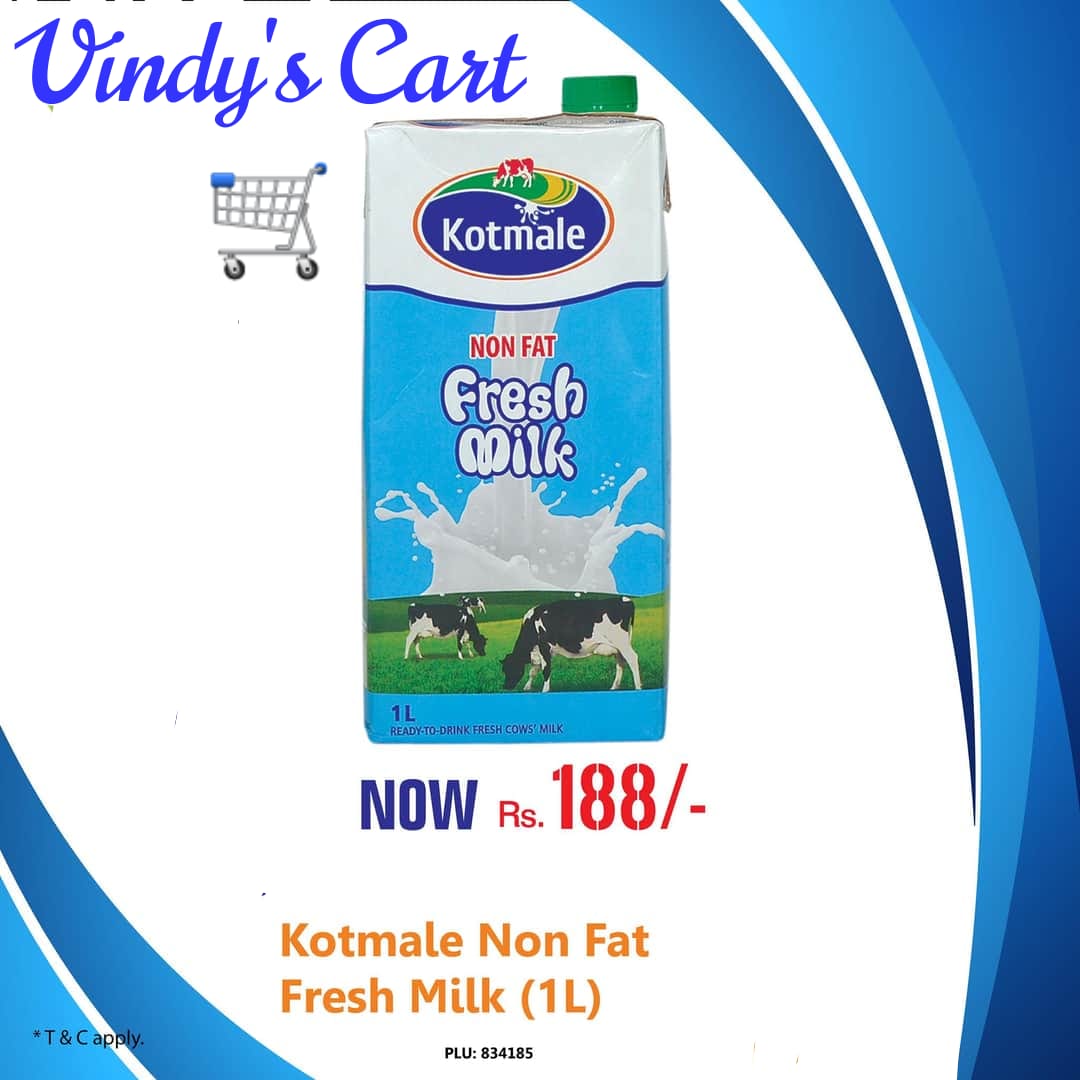 Vindy's Cart
Kotmale
NON FAT
Fresh
Milk
1 L
READY-TO-DRINK FRESH COWS' MILK
NOW Rs. 188/-
Kotmale Non Fat
Fresh Milk (1L)
* T & C apply.
PLU: 834185